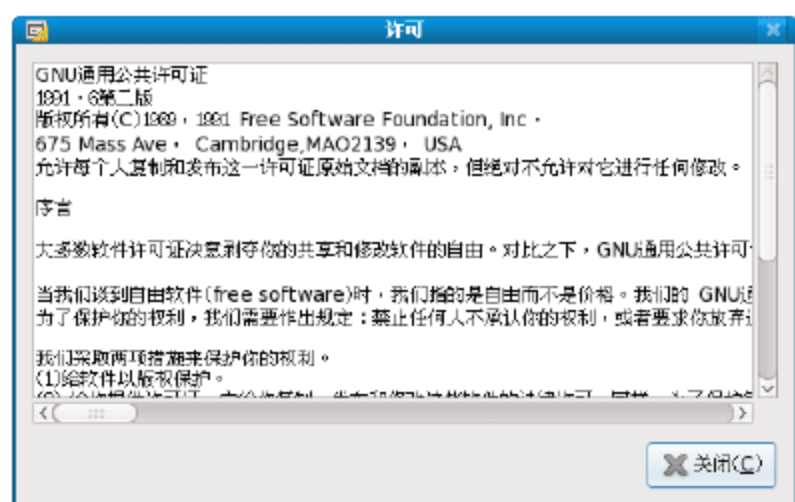 许可
GNU通用公共许可证
1991．6第二版
版权所有(C)1989，1991 Free Software Foundation, Inc．
675 Mass Ave， Cambridge,MAO2139， USA
允许每个人复制和发布这一许可证原始文档的副本，但绝对不允许对它进行任何修改。
序言
大多数软件许可证决意剥夺你的共享和修改软件的自由。对比之下，GNU通用公共许可
当我们谈到自由软件(free software)时，我们指的是自由而不是价格。我们的 GNU通
为了保护你的权利，我们需要作出规定：禁止任何人不承认你的权利，或者要求你放弃这
我们采取两项措施来保护你的权利。
(1)给软件以版权保护。
关闭(C)